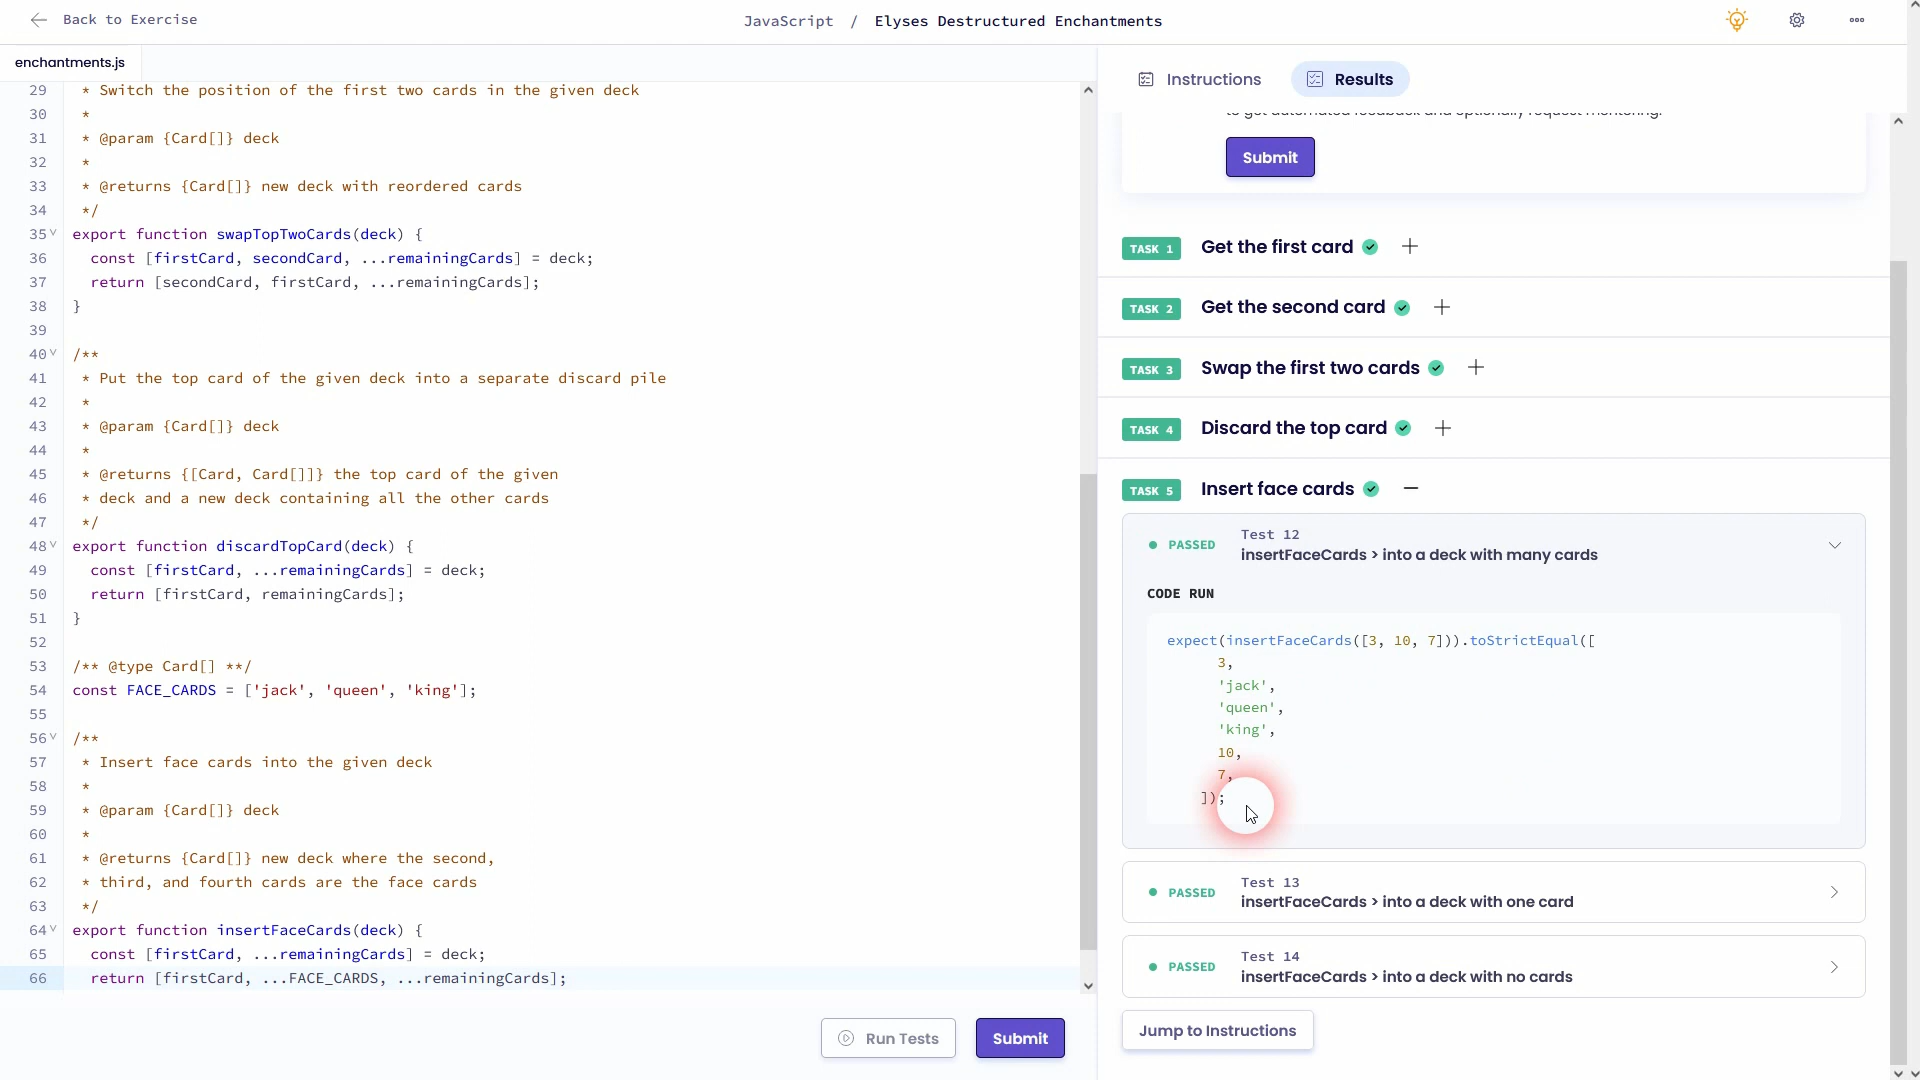 Back to Exercise
JavaScript / Elyses Destructured Enchantments
enchantments.js
29 * Switch the position of the first two cards in the given deck
30 *
31 * @param {Card[]} deck
32 *
33 * @returns {Card[]} new deck with reordered cards
34 */
35 export function swapTopTwoCards(deck) {
36 const [firstCard, secondCard, ...remainingCards] = deck;
37 return [secondCard, firstCard, ...remainingCards];
38 }
39
40 /**
41 * Put the top card of the given deck into a separate discard pile
42 *
43 * @param {Card[]} deck
44 *
45 * @returns {[Card, Card[]]} the top card of the given
46 * deck and a new deck containing all the other cards
47 */
48 export function discardTopCard(deck) {
49 const [firstCard, ...remainingCards] = deck;
50 return [firstCard, remainingCards];
51 }
52
53 /** @type Card[] **/
54 const FACE_CARDS = ['jack', 'queen', 'king'];
55
56 /**
57 * Insert face cards into the given deck
58 *
59 * @param {Card[]} deck
60 *
61 * @returns {Card[]} new deck where the second,
62 * third, and fourth cards are the face cards
63 */
64 export function insertFaceCards(deck) {
65 const [firstCard, ...remainingCards] = deck;
66 return [firstCard, ...FACE_CARDS, ...remainingCards];
Run Tests
Submit
Instructions
Results
to get automated feedback and optionally request mentoring.
Submit
TASK 1 Get the first card
TASK 2 Get the second card
TASK 3 Swap the first two cards
TASK 4 Discard the top card
TASK 5 Insert face cards
PASSED
Test 12
insertFaceCards > into a deck with many cards
CODE RUN
expect(insertFaceCards([3, 10, 7])).toStrictEqual([
3,
'jack',
'queen',
'king',
10,
7,
]);
PASSED
Test 13
insertFaceCards > into a deck with one card
PASSED
Test 14
insertFaceCards > into a deck with no cards
Jump to Instructions